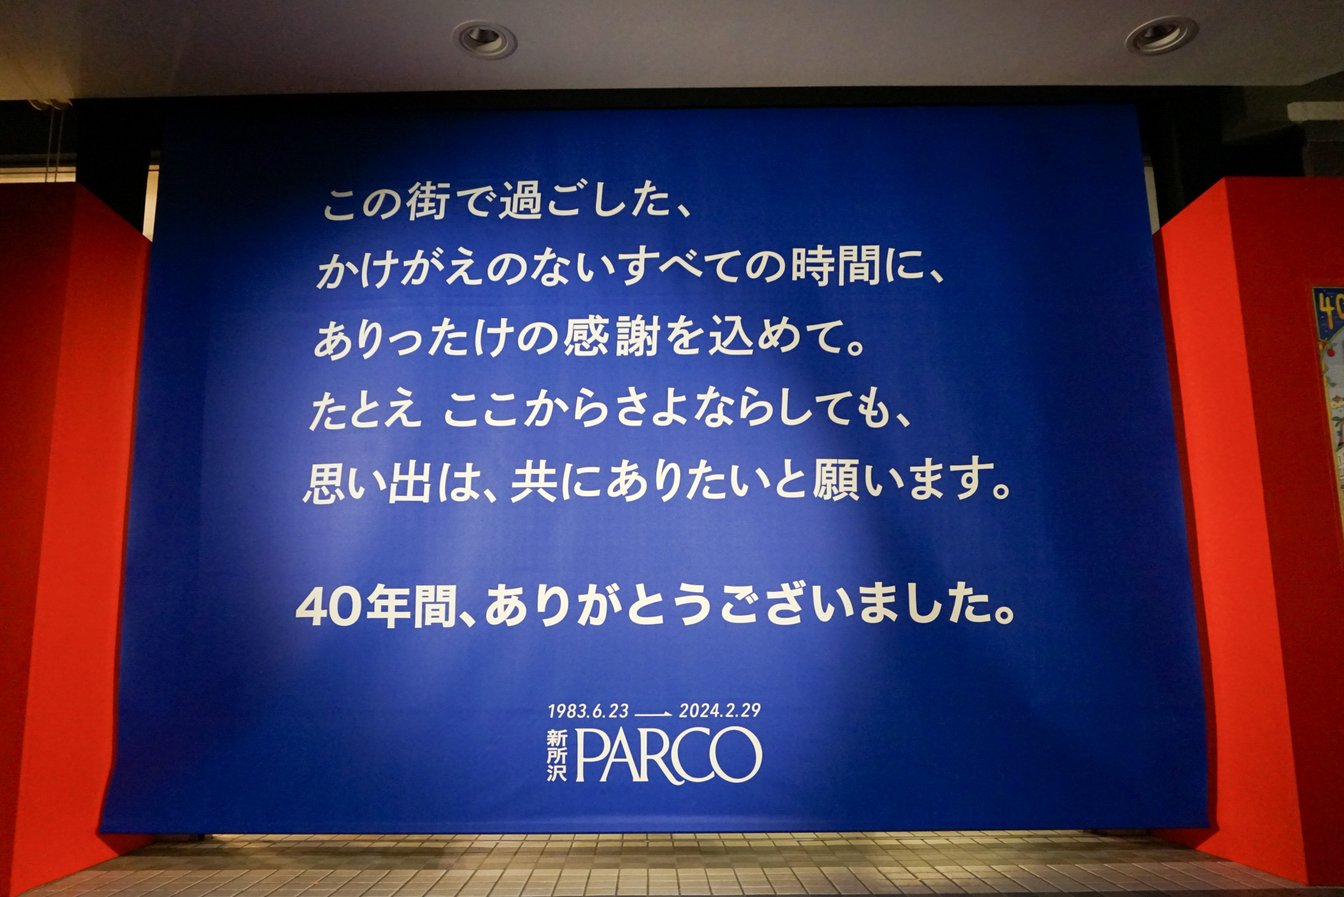 この街で過ごした、
かけがえのないすべての時間に、
ありったけの感謝を込めて。
たとえ ここからさよならしても、
思い出は、共にありたいと願います。
40年間、ありがとうございました。
1983.6.23 2024.2.29
新所沢 PARCO